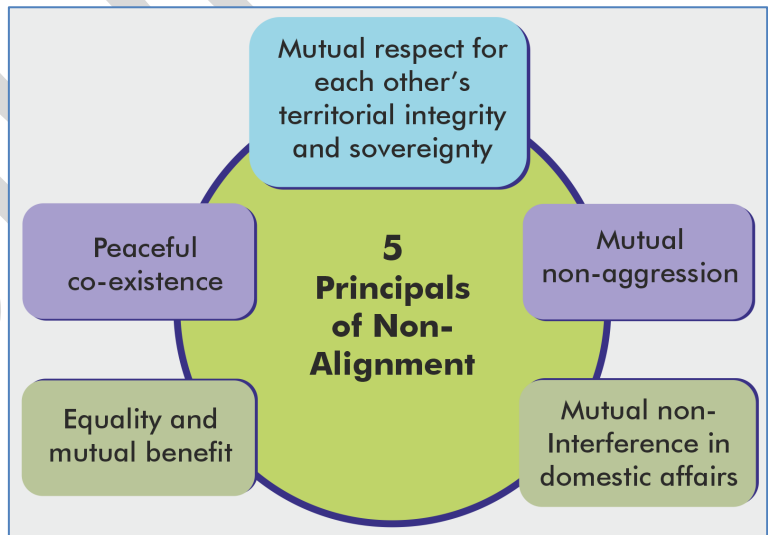 Mutual respect for
each other's
territorial integrity
and sovereignty
Peaceful
co-existence
5
Principals
of Non-
Alignment
Mutual
non-aggression
Equality and
mutual benefit
Mutual non-
Interference in
domestic affairs